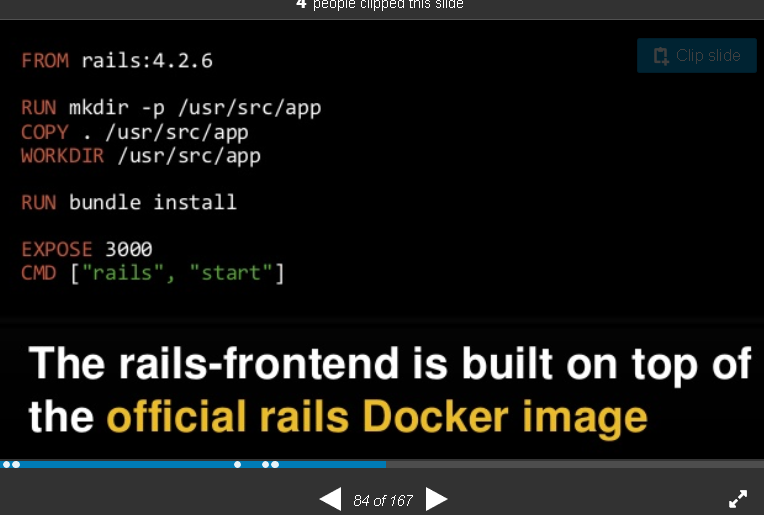 4 people clipped this slide
Clip slide
FROM rails:4.2.6
RUN mkdir -p /usr/src/app
COPY . /usr/src/app
WORKDIR /usr/src/app
RUN bundle install
EXPOSE 3000
CMD ["rails", "start"]
The rails-frontend is built on top of
the official rails Docker image
84 of 167